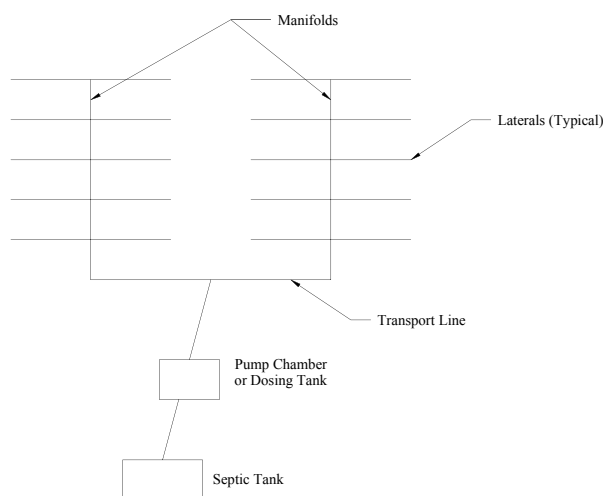 Manifolds
Laterals (Typical)
Transport Line
Pump Chamber
or Dosing Tank
Septic Tank